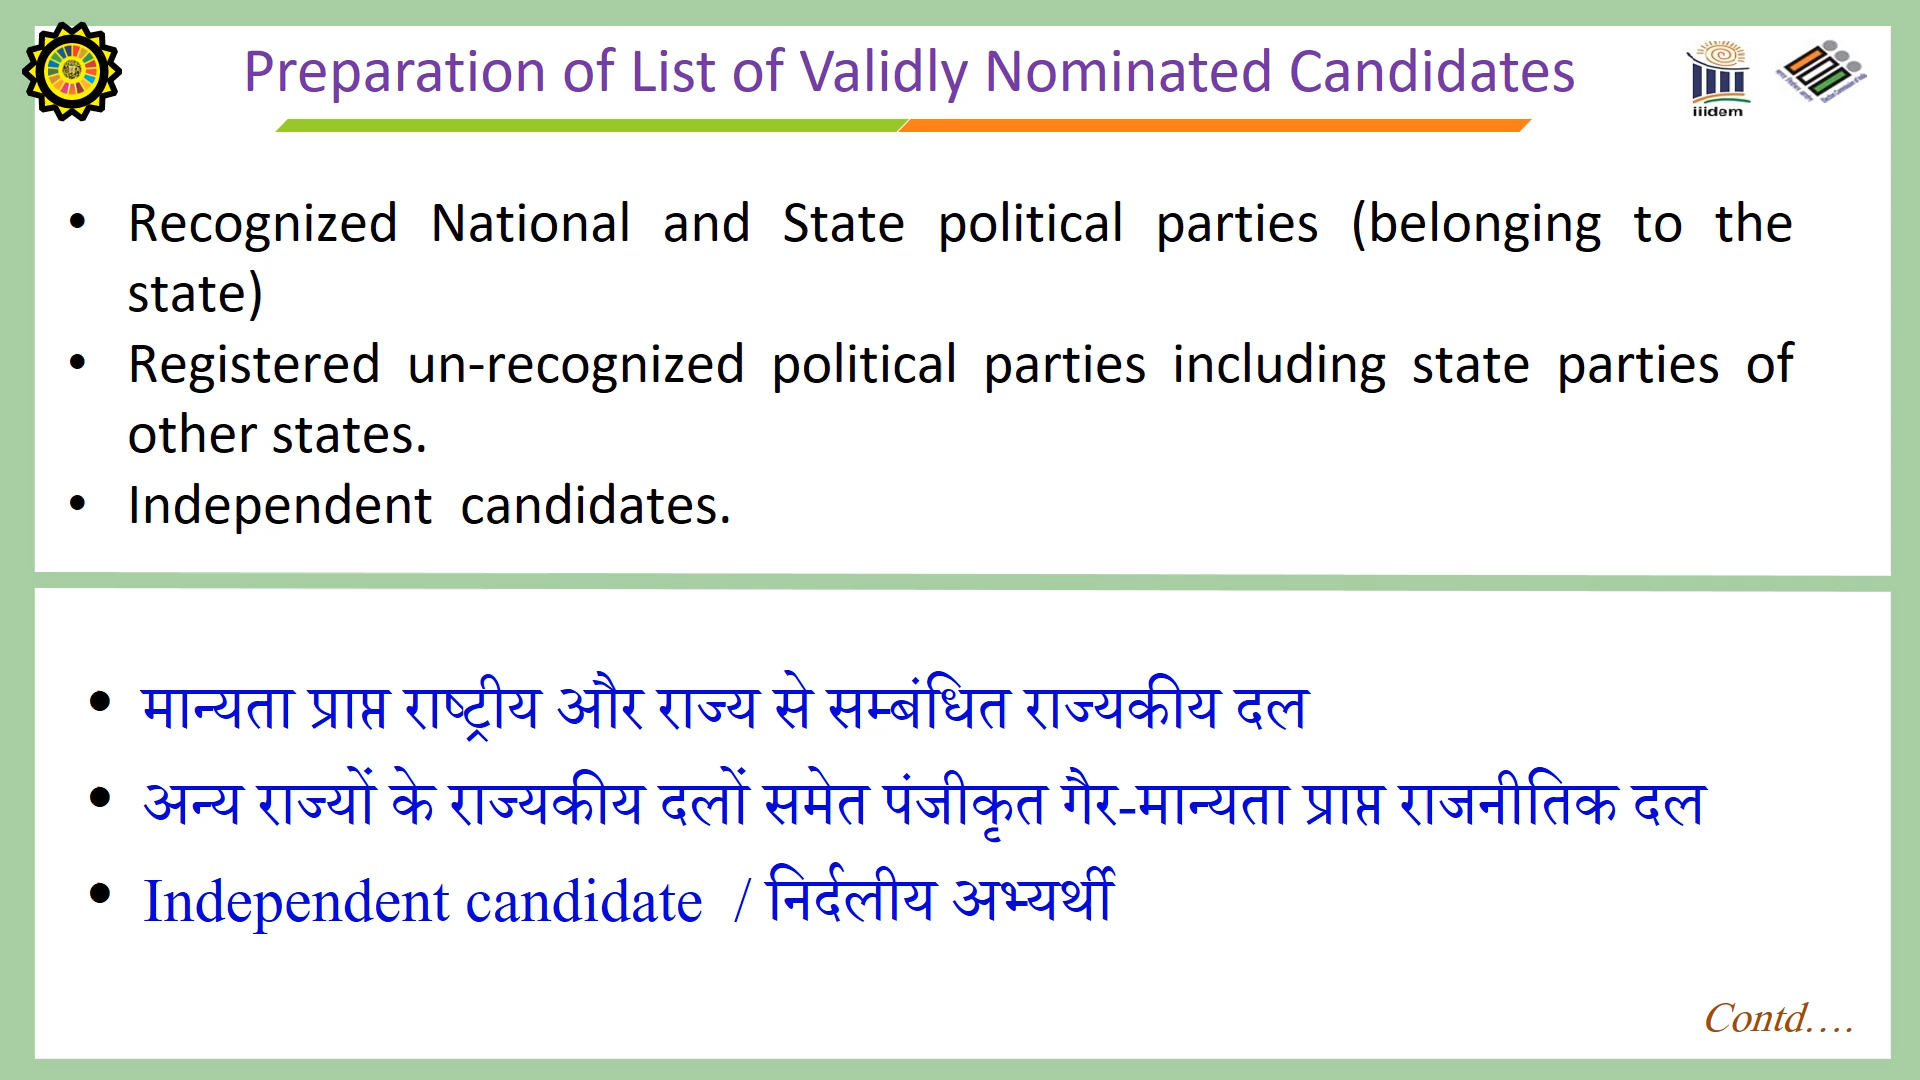 Preparation of List of Validly Nominated Candidates
iiidem
• Recognized National and State political parties (belonging to the
state)
• Registered un-recognized political parties including state parties of
other states.
• Independent candidates.
• मान्यता प्राप्त राष्ट्रीय और राज्य से सम्बंधित राज्यकीय दल
• अन्य राज्यों के राज्यकीय दलों समेत पंजीकृत गैर-मान्यता प्राप्त राजनीतिक दल
• Independent candidate / निर्दलीय अभ्यर्थी
Contd....